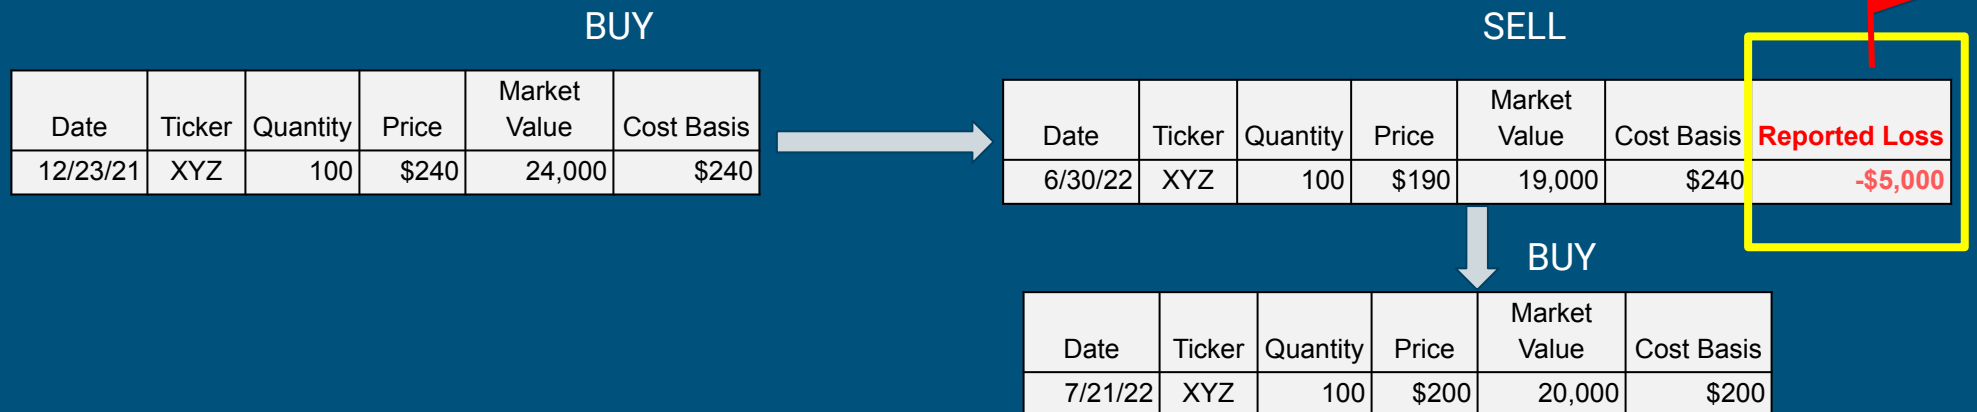 BUY
Date Ticker Quantity Price Market Value Cost Basis
12/23/21 XYZ 100 $240 24,000 $240
SELL
Date Ticker Quantity Price Market Value Cost Basis Reported Loss
6/30/22 XYZ 100 $190 19,000 $240 -$5,000
BUY
Date Ticker Quantity Price Market Value Cost Basis
7/21/22 XYZ 100 $200 20,000 $200